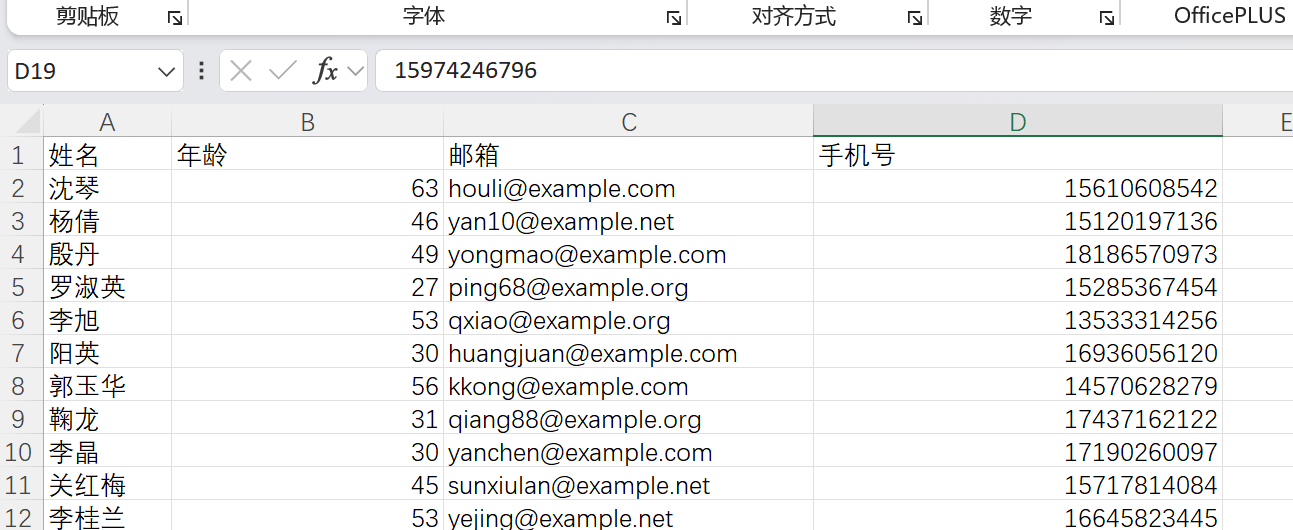 剪贴板 字体 对齐方式 数字 OfficePLUS
D19 fx 15974246796
A B C D E
1 姓名 年龄 邮箱 手机号
2 沈琴 63 houli@example.com 15610608542
3 杨倩 46 yan10@example.net 15120197136
4 殷丹 49 yongmao@example.com 18186570973
5 罗淑英 27 ping68@example.org 15285367454
6 李旭 53 qxiao@example.org 13533314256
7 阳英 30 huangjuan@example.com 16936056120
8 郭玉华 56 kkong@example.com 14570628279
9 鞠龙 31 qiang88@example.org 17437162122
10 李晶 30 yanchen@example.com 17190260097
11 关红梅 45 sunxiulan@example.net 15717814084
12 李桂兰 53 yejing@example.net 16645823445